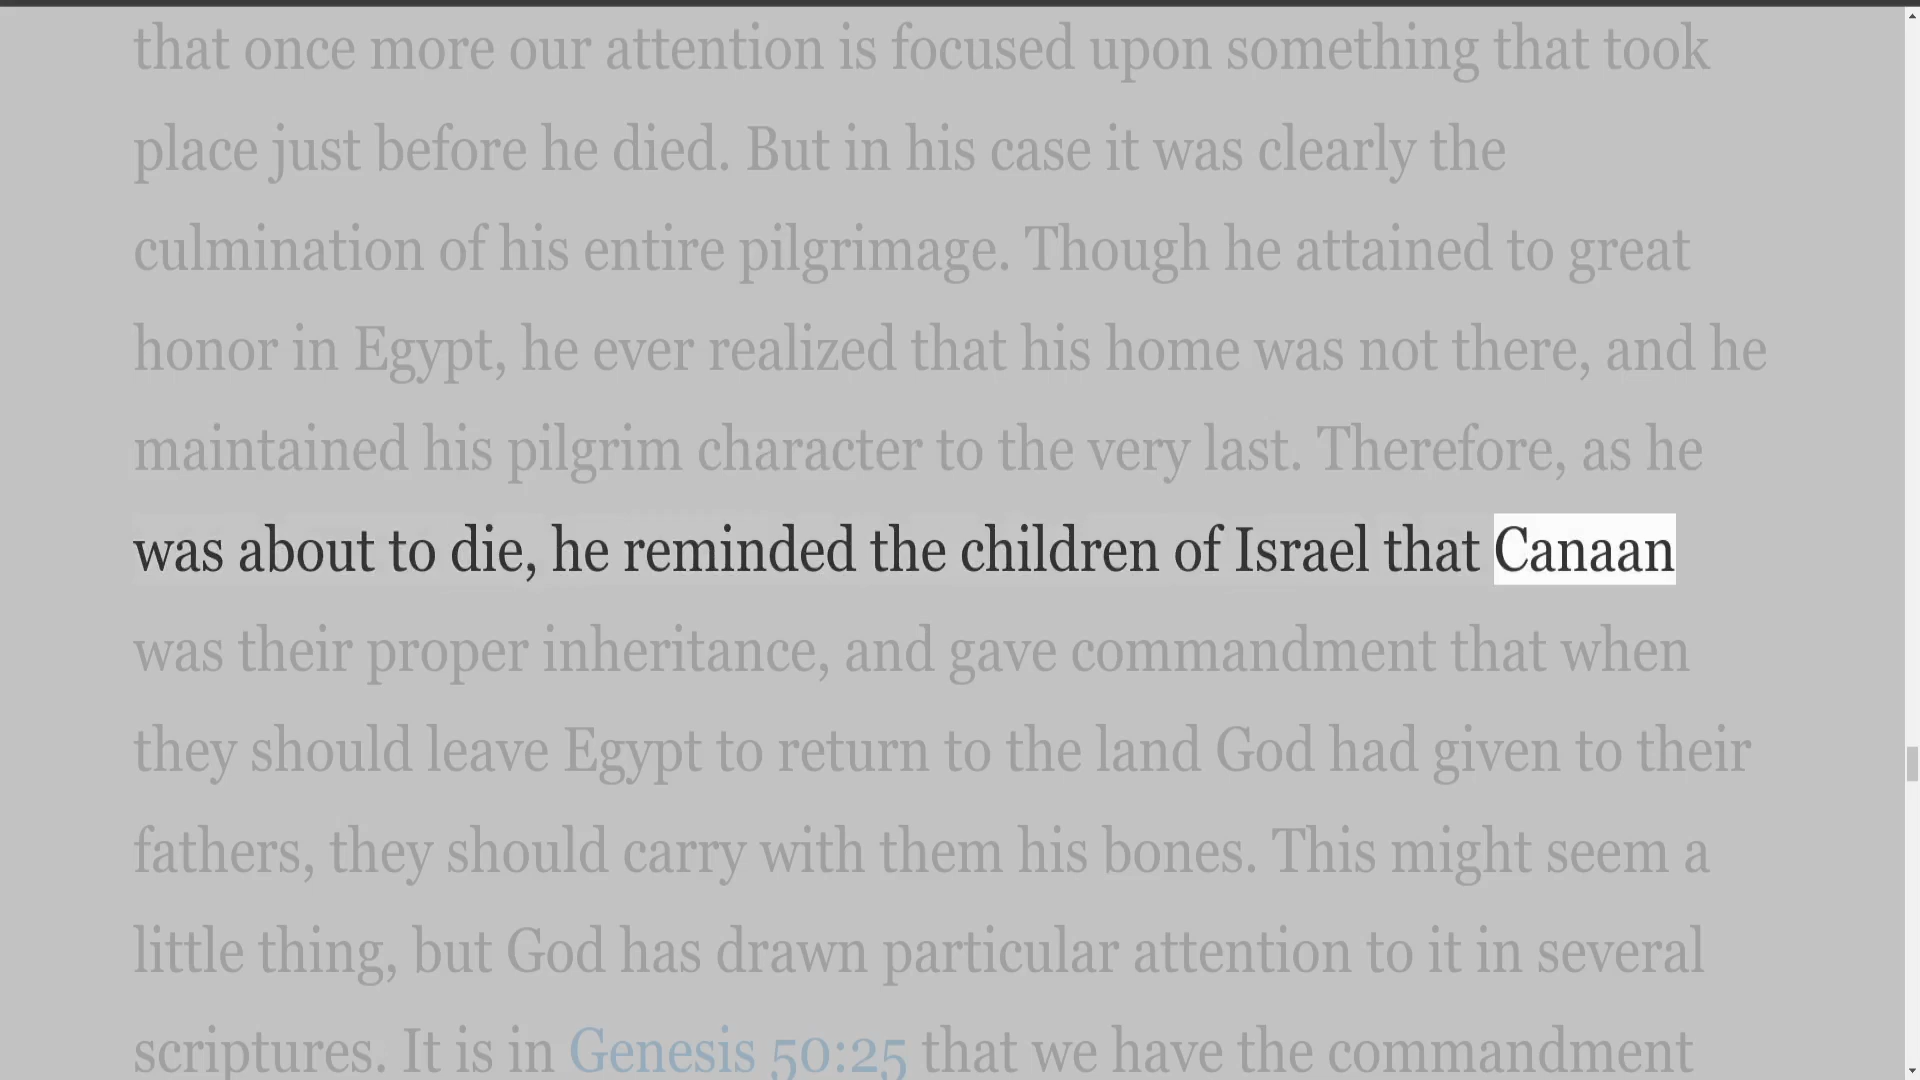 that once more our attention is focused upon something that took
place just before he died. But in his case it was clearly the
culmination of his entire pilgrimage. Though he attained to great
honor in Egypt, he ever realized that his home was not there, and he
maintained his pilgrim character to the very last. Therefore, as he
was about to die, he reminded the children of Israel that Canaan
was their proper inheritance, and gave commandment that when
they should leave Egypt to return to the land God had given to their
fathers, they should carry with them his bones. This might seem a
little thing, but God has drawn particular attention to it in several
scriptures. It is in Genesis 50:25 that we have the commandment